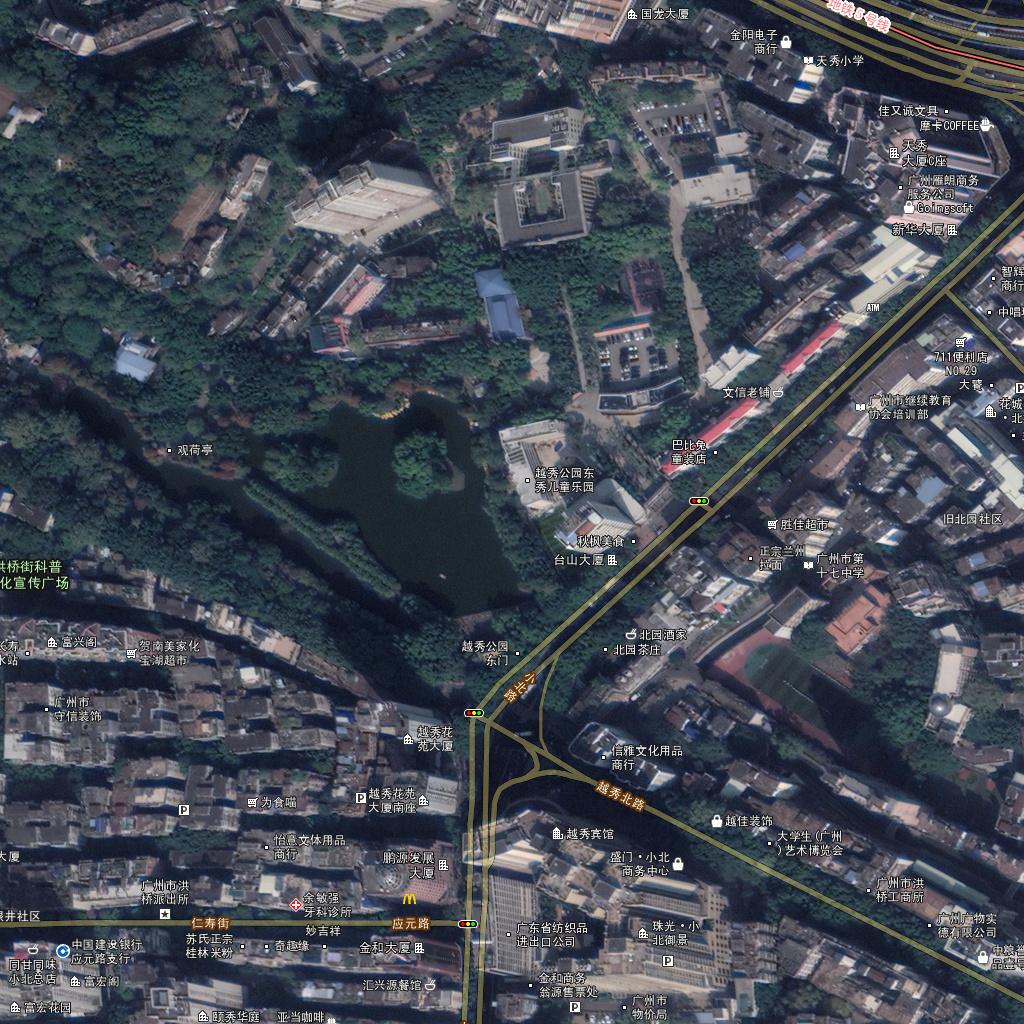 国龙大厦
地铁5号线
金阳电子
商行
天秀小学
佳又诚文具
摩卡COFFEE
天秀
大厦C座
广州雁朗商务
服务公司
Goingsoft
新华大厦
智辉
商行
ATM
中唱
711便利店
NO.29
文信老铺
广州市继续教育
协会培训部
花城
北
P
观荷亭
巴比兔
童装店
越秀公园东
秀儿童乐园
胜佳超市
旧北园社区
秋枫美食
台山大厦
正宗兰州
拉面
广州市第
十七中学
洪桥街科普
化宣传广场
北园酒家
北园茶庄
富兴阁
贺南美家化
宝湖超市
水站
越秀公园
东门
小北路
广州市
守信装饰
越秀花
苑大厦
信雅文化用品
商行
越秀北路
P
为食喵
P
越秀花苑
大厦南座
越佳装饰
越秀宾馆
大学生(广州
)艺术博览会
怡意文体用品
商行
大厦
鹏源发展
大厦
盛门·小北
商务中心
广州市洪
桥派出所
余敏强
牙科诊所
广州市洪
桥工商所
井社区
仁寿街
妙吉祥
应元路
广东省纺织品
进出口公司
珠光·小
北御景
广州广物实
德有限公司
中国建设银行
应元路支行
苏氏正宗
桂林米粉
奇趣缘
金和大厦
P
中粮
同甘同味
小北总店
富宏阁
汇兴源餐馆
金和商务
翁源售票处
P
富宏花园
颐秀华庭
亚当咖啡
广州市
物价局